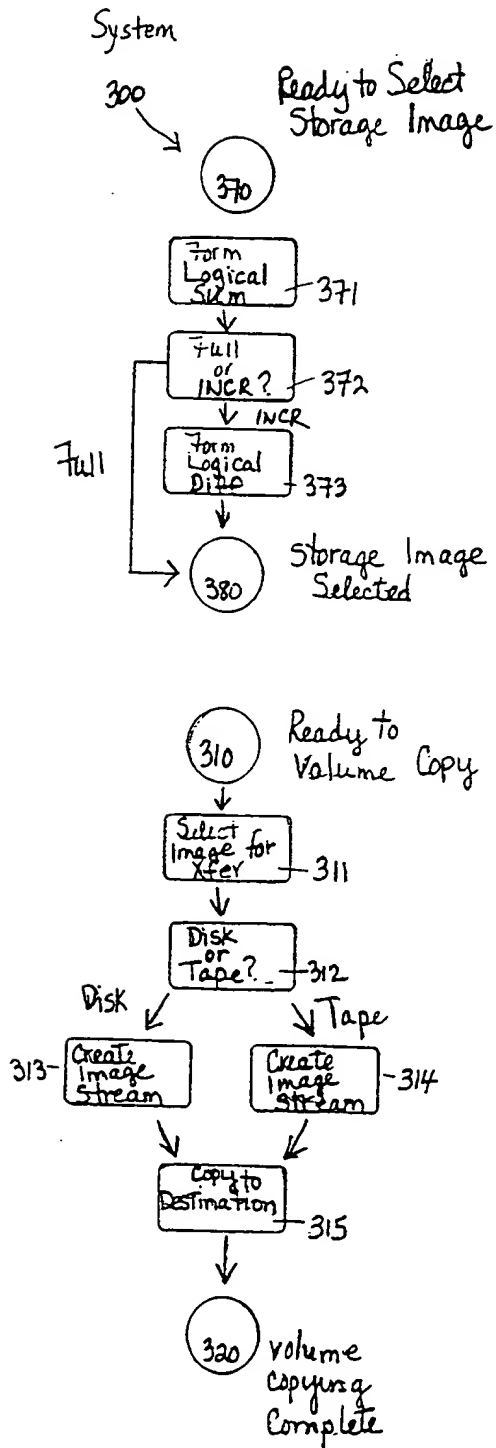 System
300
Ready to Select
Storage Image
370
Form
Logical
Sum
371
Full
or
INCR?
372
INCR
Full
Form
Logical
Diff
373
380
Storage Image
Selected
310
Ready to
Volume Copy
Select
Image for
Xfer
311
Disk
or
Tape?
312
Disk
Tape
313
Create
Image
Stream
Create
Image
Stream
314
Copy to
Destination
315
320
Volume
Copying
Complete